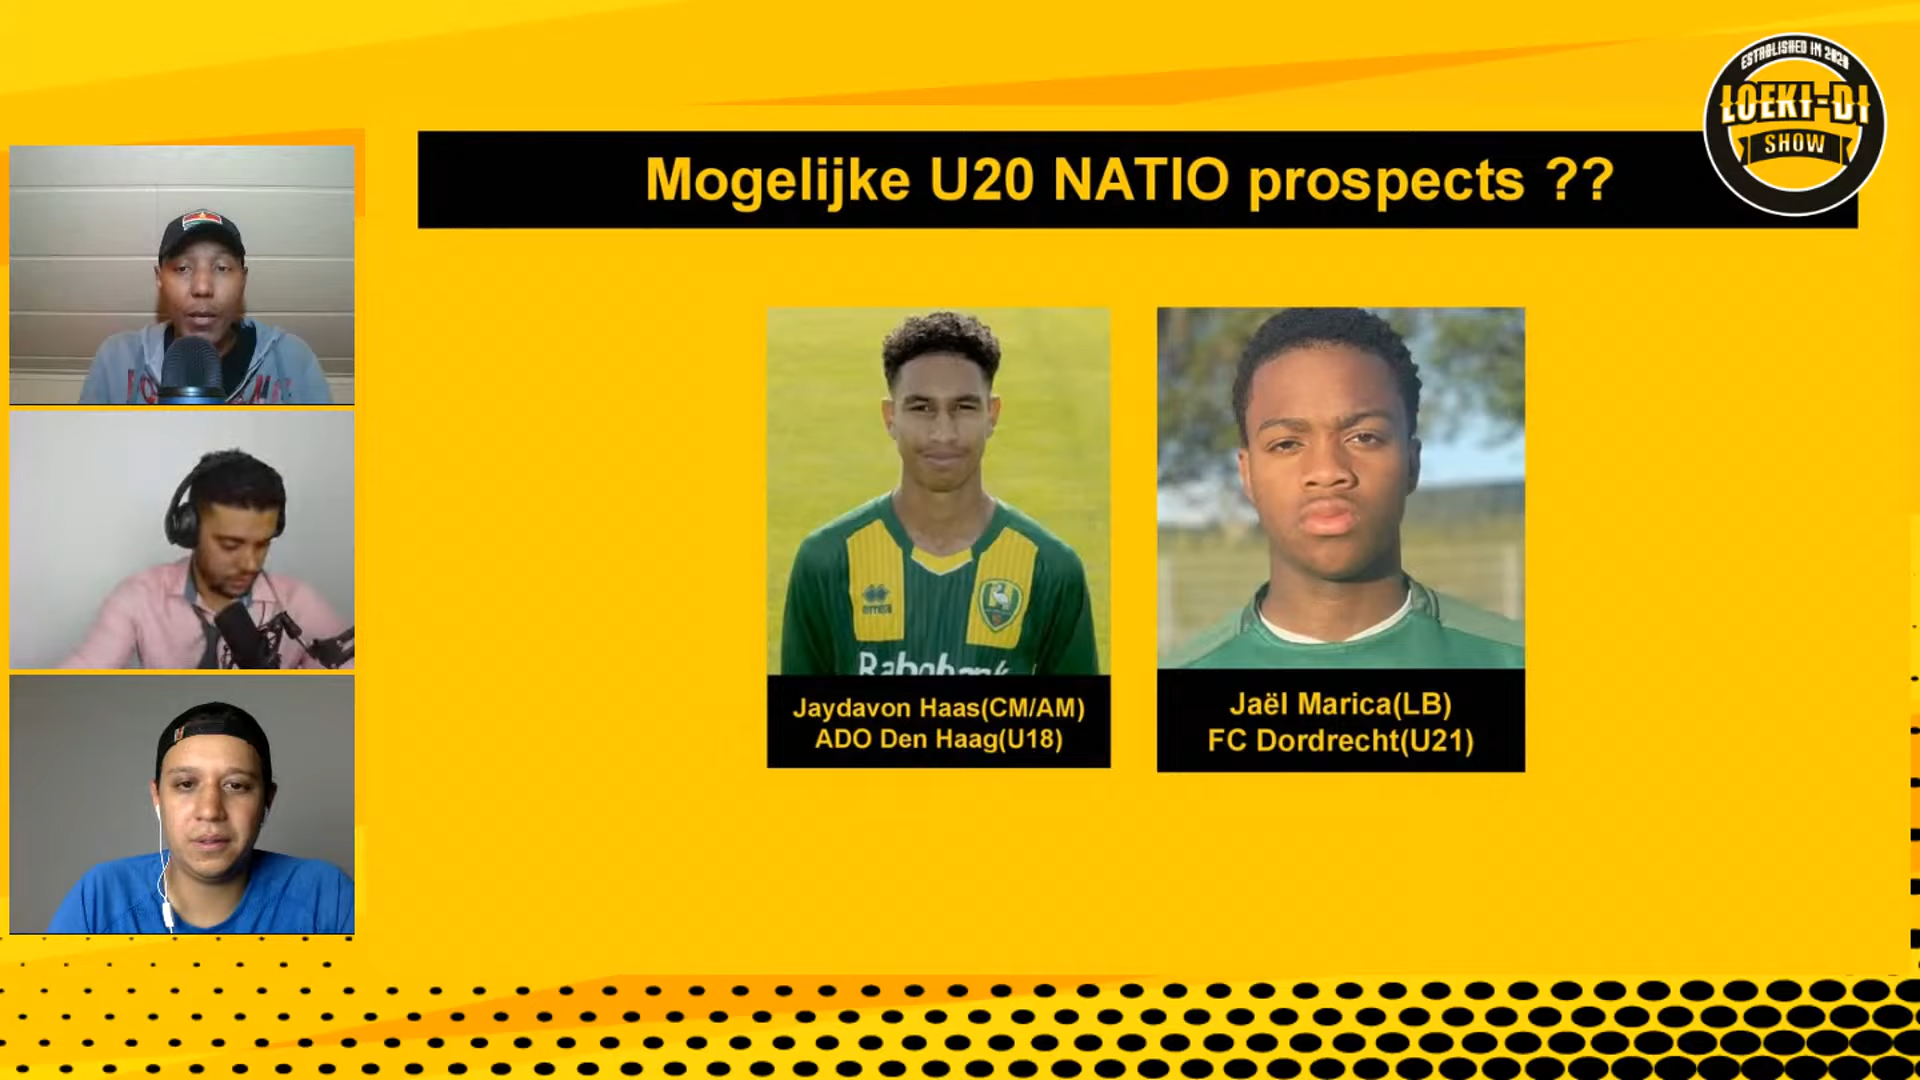 ESTABLISHED IN 2020
LOEKI-DI
SHOW
Mogelijke U20 NATIO prospects ??
Rabobank
Jaydavon Haas(CM/AM)
ADO Den Haag(U18)
Jaël Marica(LB)
FC Dordrecht(U21)